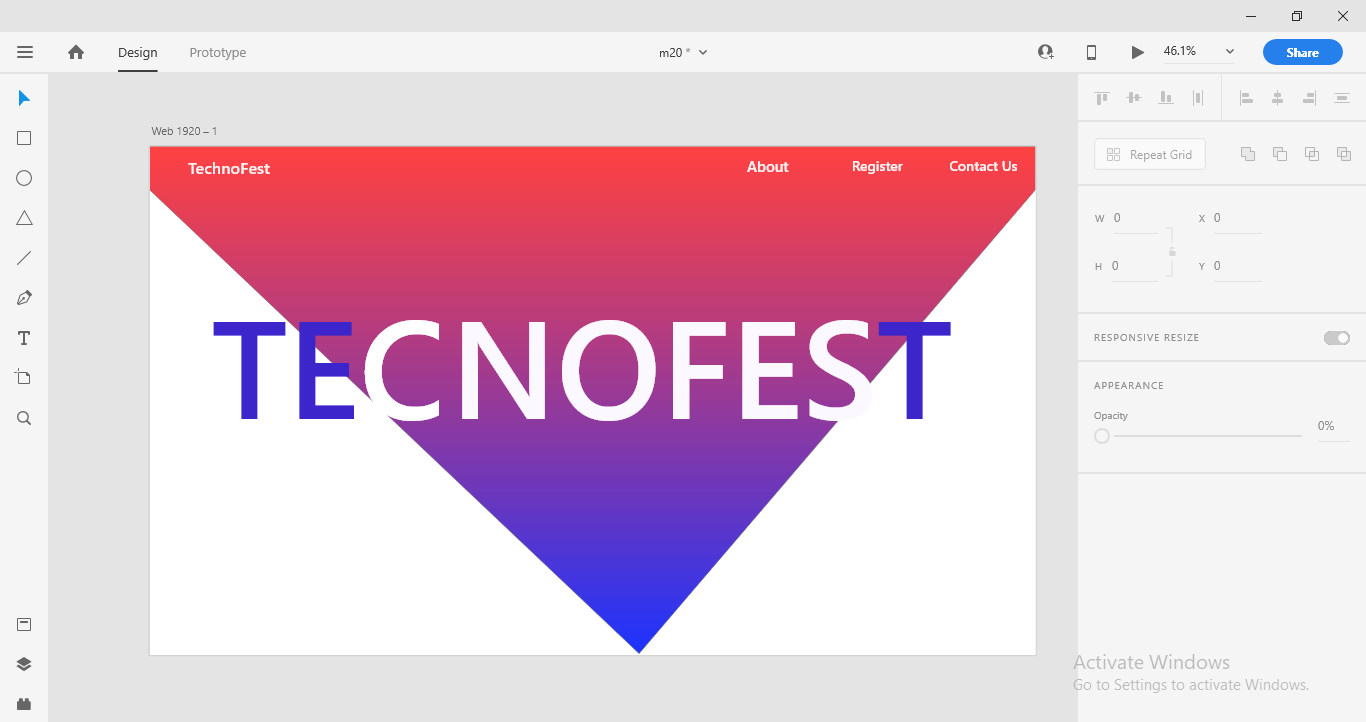 Design Prototype m20 * 46.1% Share
Web 1920 – 1
TechnoFest About Register Contact Us
TECNOFEST
Repeat Grid
W 0 X 0
H 0 Y 0
RESPONSIVE RESIZE
APPEARANCE
Opacity
0%
Activate Windows
Go to Settings to activate Windows.